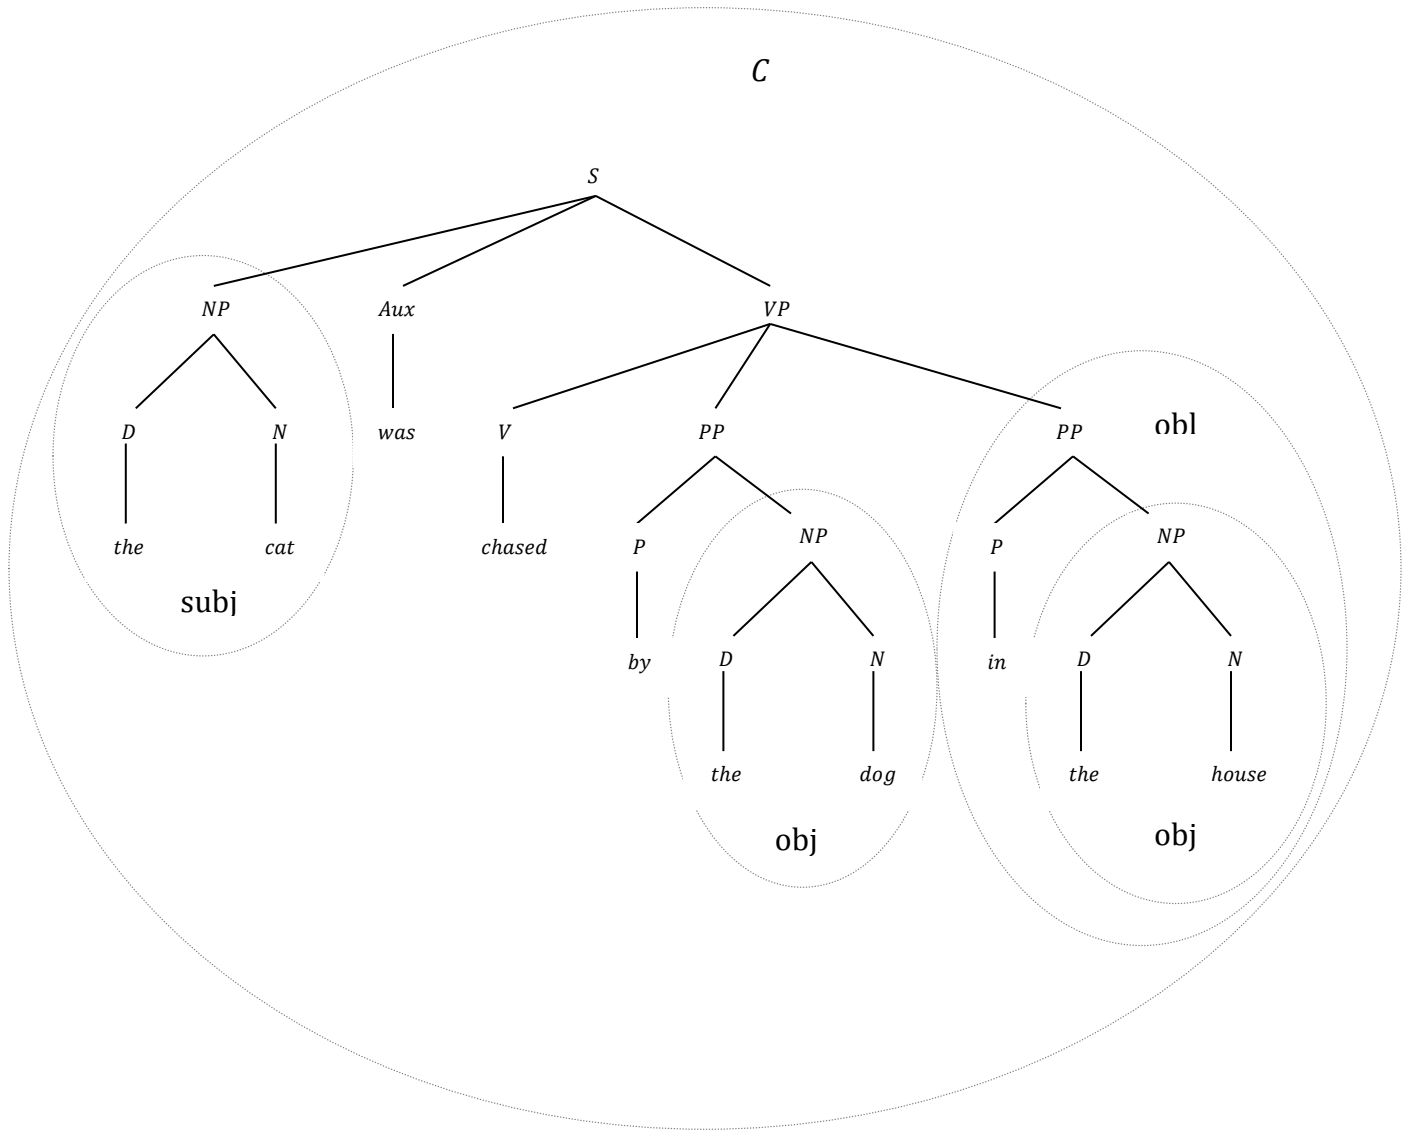 C
S
NP Aux VP
D N was V PP PP obl
the cat chased P NP P NP
subj
by D N in D N
the dog the house
obj obj